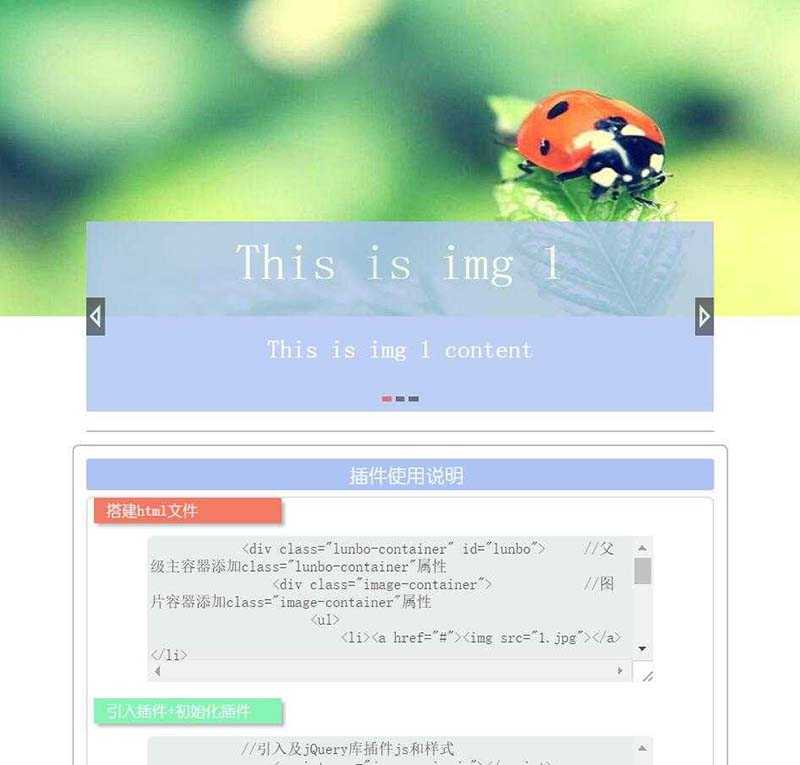 This is img 1
This is img 1 content
插件使用说明
搭建html文件
<div class="lunbo-container" id="lunbo"> //父
级主容器添加class="lunbo-container"属性
<div class="image-container"> //图
片容器添加class="image-container"属性
<ul>
<li><a href="#"><img src="1.jpg"></a>
</li>
引入插件+初始化插件
//引入及jQuery库插件js和样式